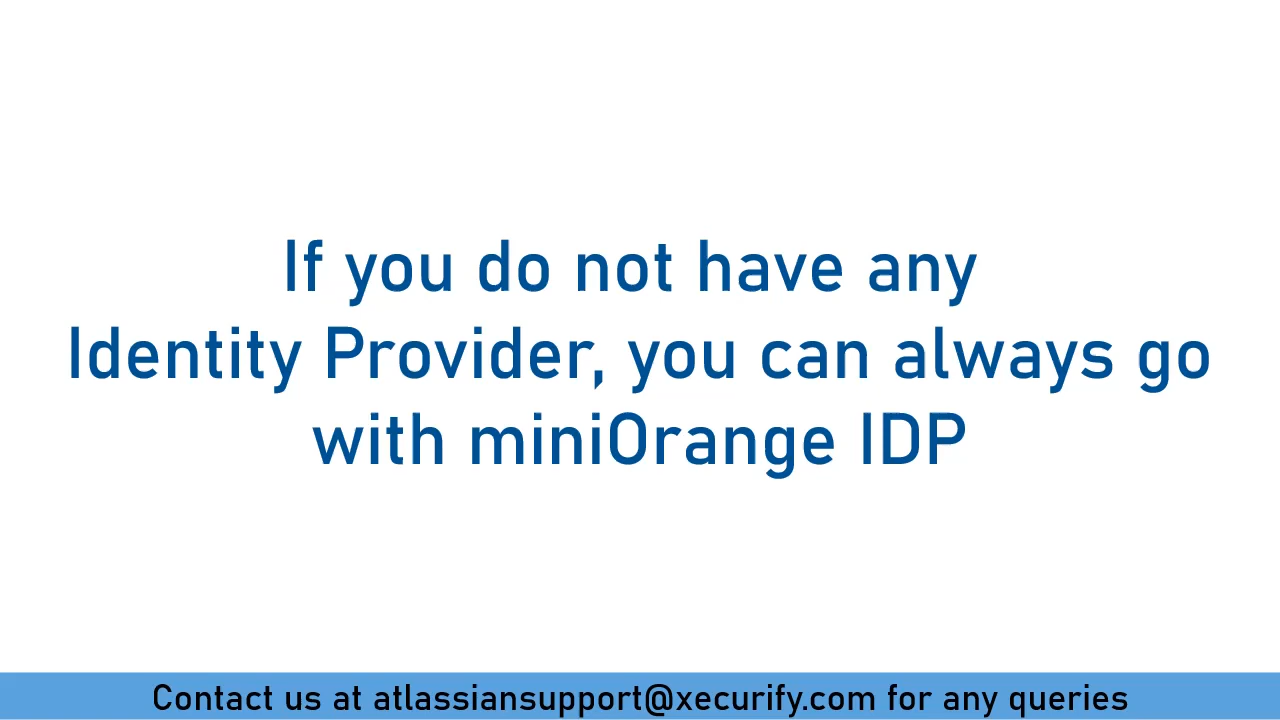 If you do not have any
Identity Provider, you can always go
with miniOrange IDP
Contact us at atlassiansupport@xecurify.com for any queries